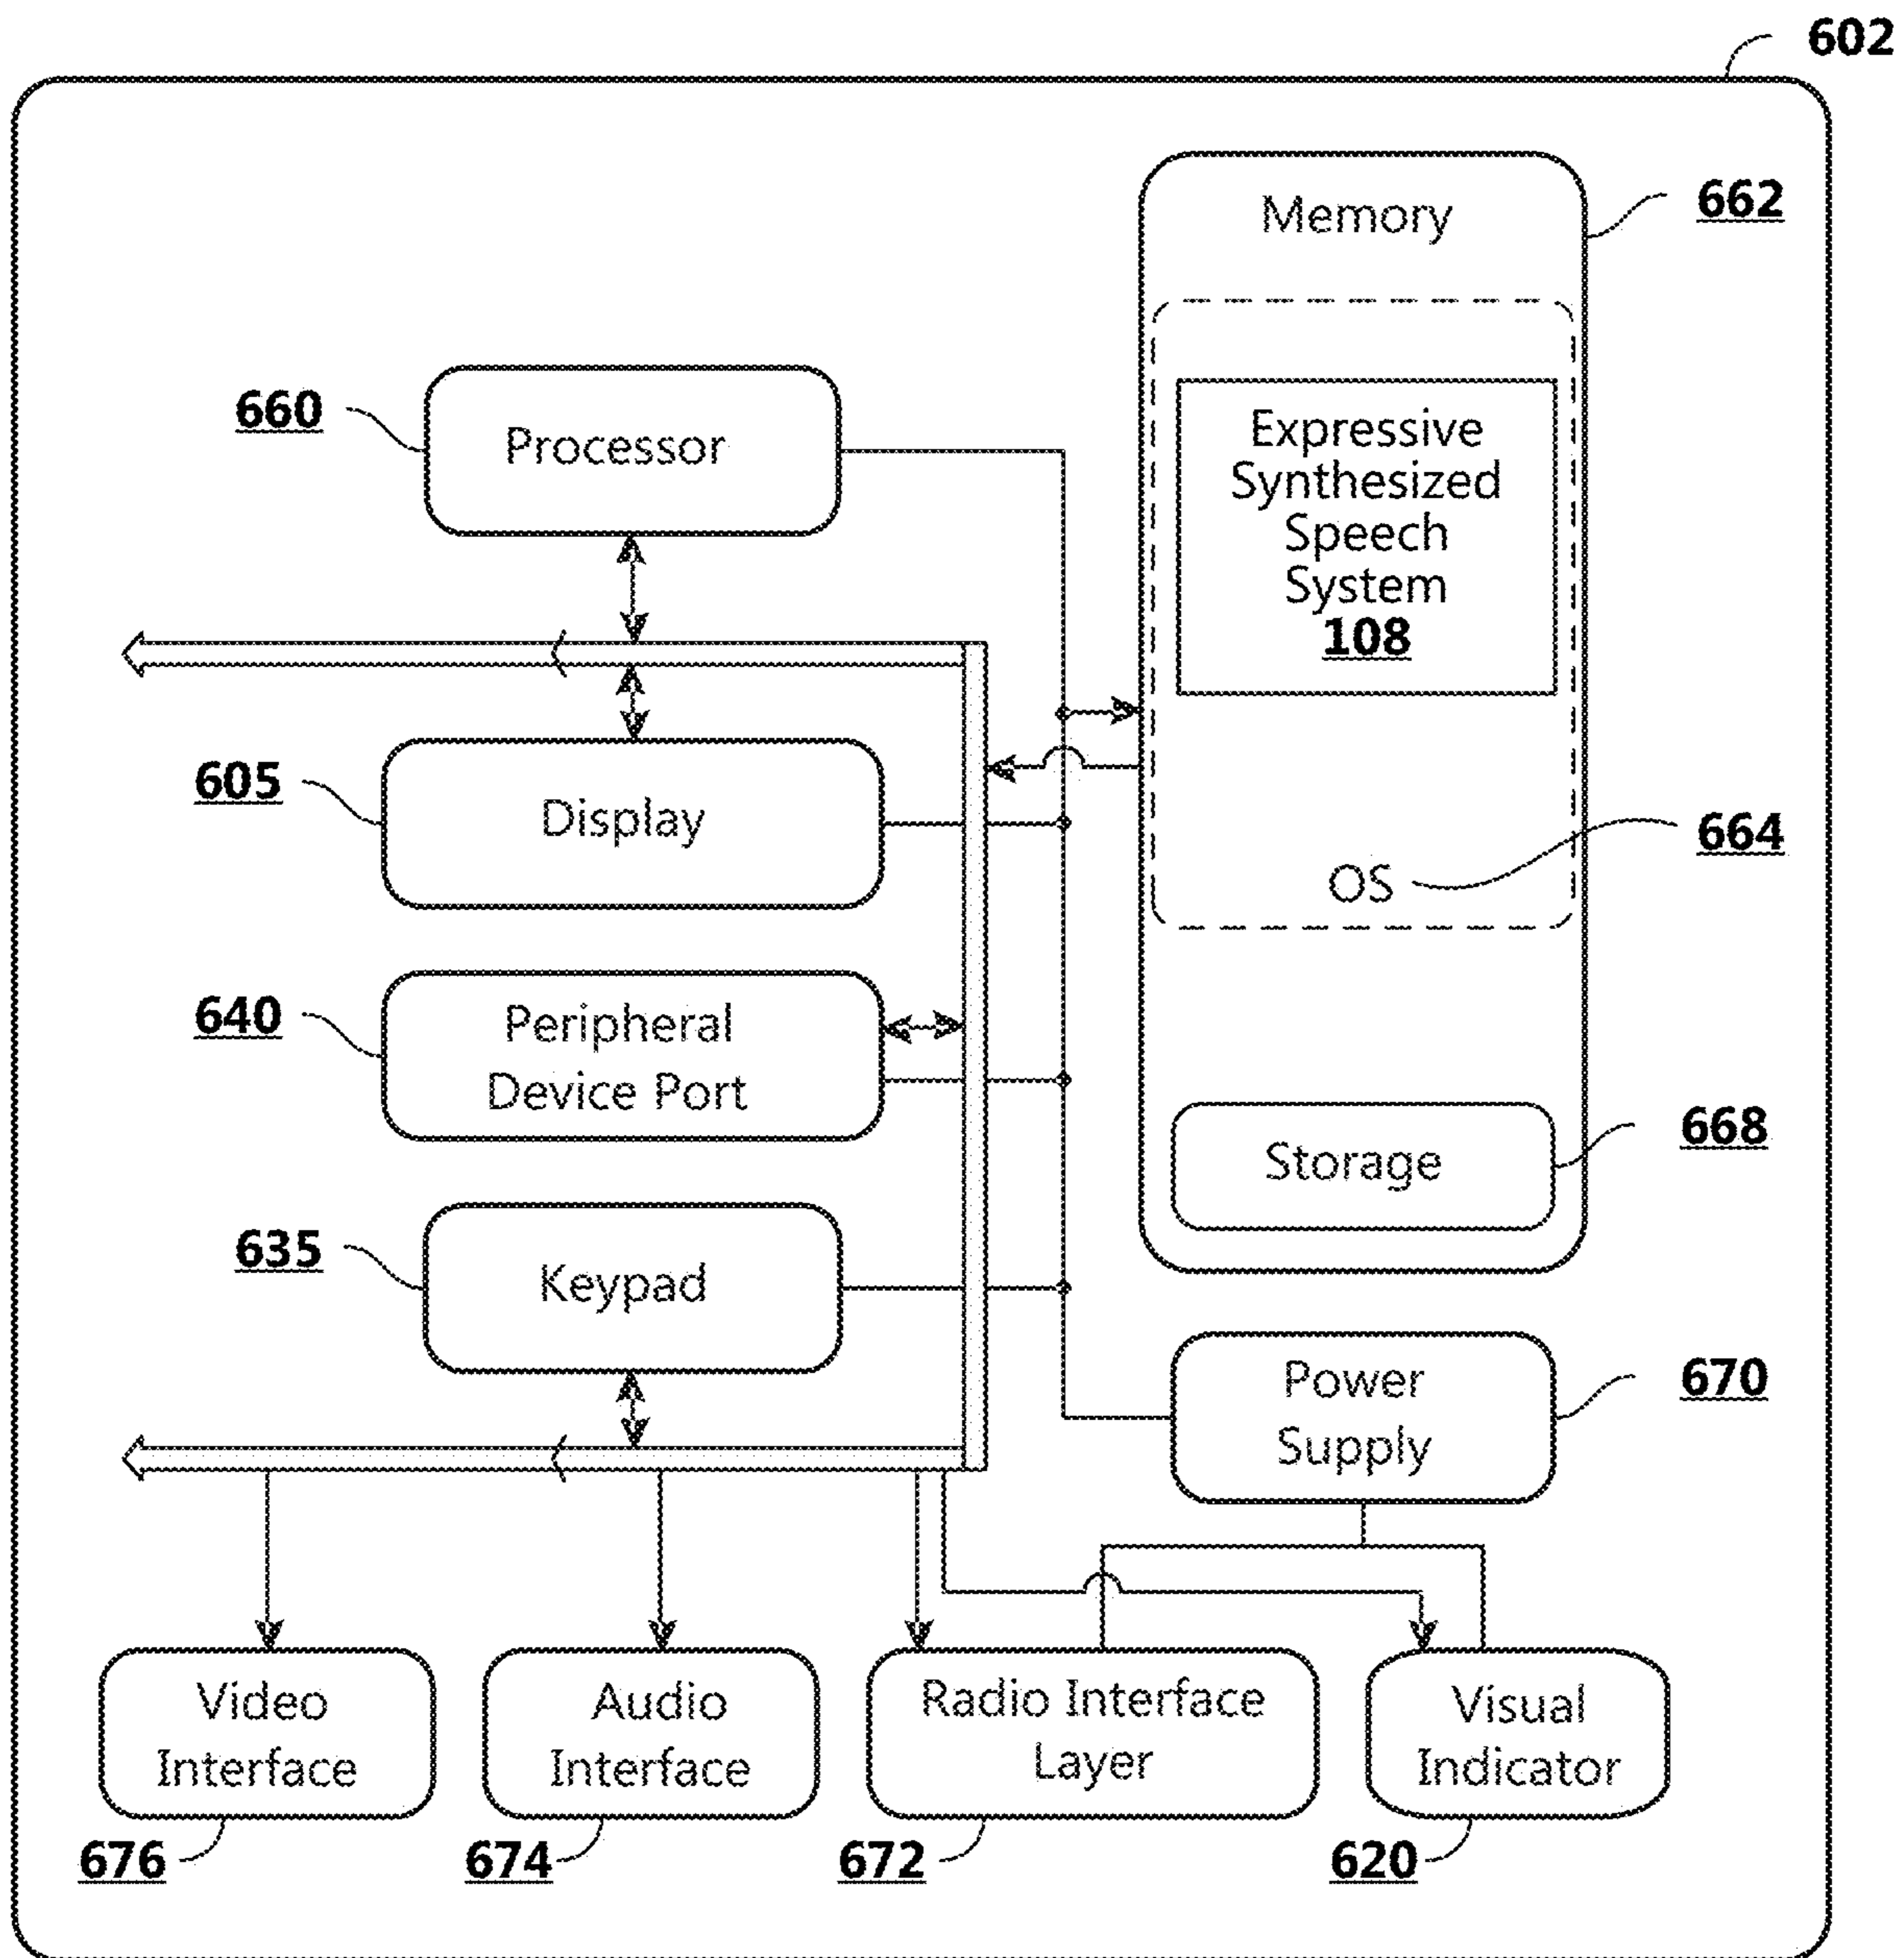 602
Memory
662
660
Processor
Expressive
Synthesized
Speech
System
108
605
Display
OS
664
640
Peripheral
Device Port
Storage
668
635
Keypad
Power
Supply
670
Video
Interface
676
Audio
Interface
674
Radio Interface
Layer
672
Visual
Indicator
620